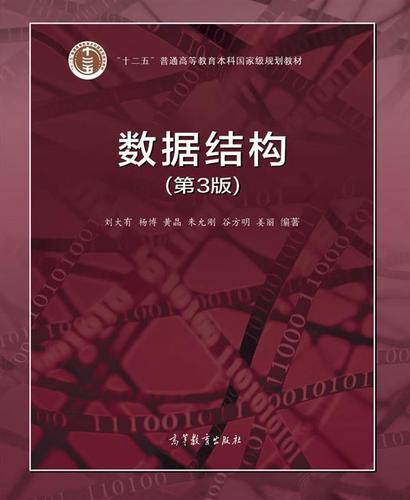 “十二五”普通高等教育本科国家级规划教材
数据结构
(第3版)
刘大有 杨博 黄晶 朱允刚 谷方明 姜丽 编著
高等教育出版社